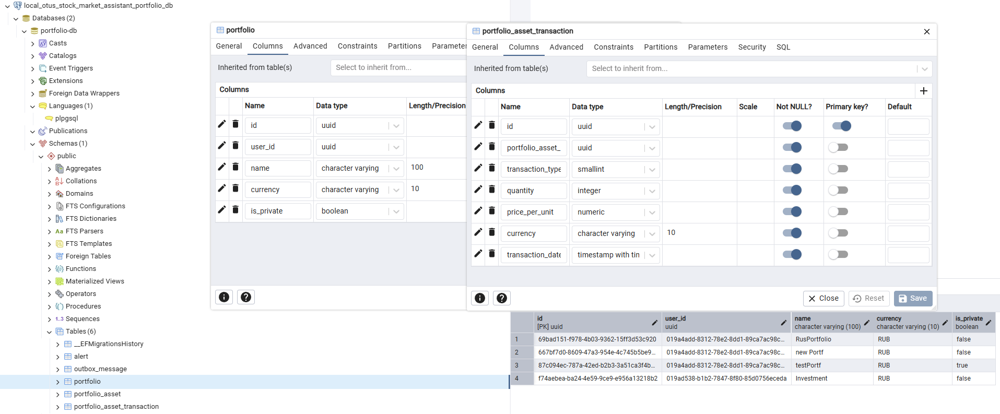 local_otus_stock_market_assistant_portfolio_db
Databases (2)
portfolio-db
Casts
Catalogs
Event Triggers
Extensions
Foreign Data Wrappers
Languages (1)
plpgsql
Publications
Schemas (1)
public
Aggregates
Collations
Domains
FTS Configurations
FTS Dictionaries
Aa FTS Parsers
FTS Templates
Foreign Tables
Functions
Materialized Views
Operators
Procedures
1..3 Sequences
Tables (6)
__EFMigrationsHistory
alert
outbox_message
portfolio
portfolio_asset
portfolio_asset_transaction
portfolio
General Columns Advanced Constraints Partitions Parameter
Inherited from table(s) Select to inherit from...
Columns
Name Data type Length/Precision
id uuid
user_id uuid
name character varying 100
currency character varying 10
is_private boolean
portfolio_asset_transaction
General Columns Advanced Constraints Partitions Parameters Security SQL
Inherited from table(s) Select to inherit from...
Columns
Name Data type Length/Precision Scale Not NULL? Primary key? Default
id uuid
portfolio_asset_ uuid
transaction_type smallint
quantity integer
price_per_unit numeric
currency character varying 10
transaction_date timestamp with tin
Close Reset Save
id user_id name currency is_private
[PK] uuid uuid character varying (100) character varying (10) boolean
1 69bad151-f978-4b03-9362-15ff3d53c920 019a4add-8312-78e2-8dd1-89ca7ac98c... RusPortfolio RUB false
2 667bf7d0-8609-47a3-954e-4c745b5be9... 019a4add-8312-78e2-8dd1-89ca7ac98c... new Portf RUB false
3 87c094ec-787a-42ed-b2b3-3a51ca3f4b... 019a4add-8312-78e2-8dd1-89ca7ac98c... testPortf RUB true
4 f74aebea-ba24-4e59-9ce9-e956a13218b2 019ad538-b1b2-7847-8f80-85d0756eceda Investment RUB false